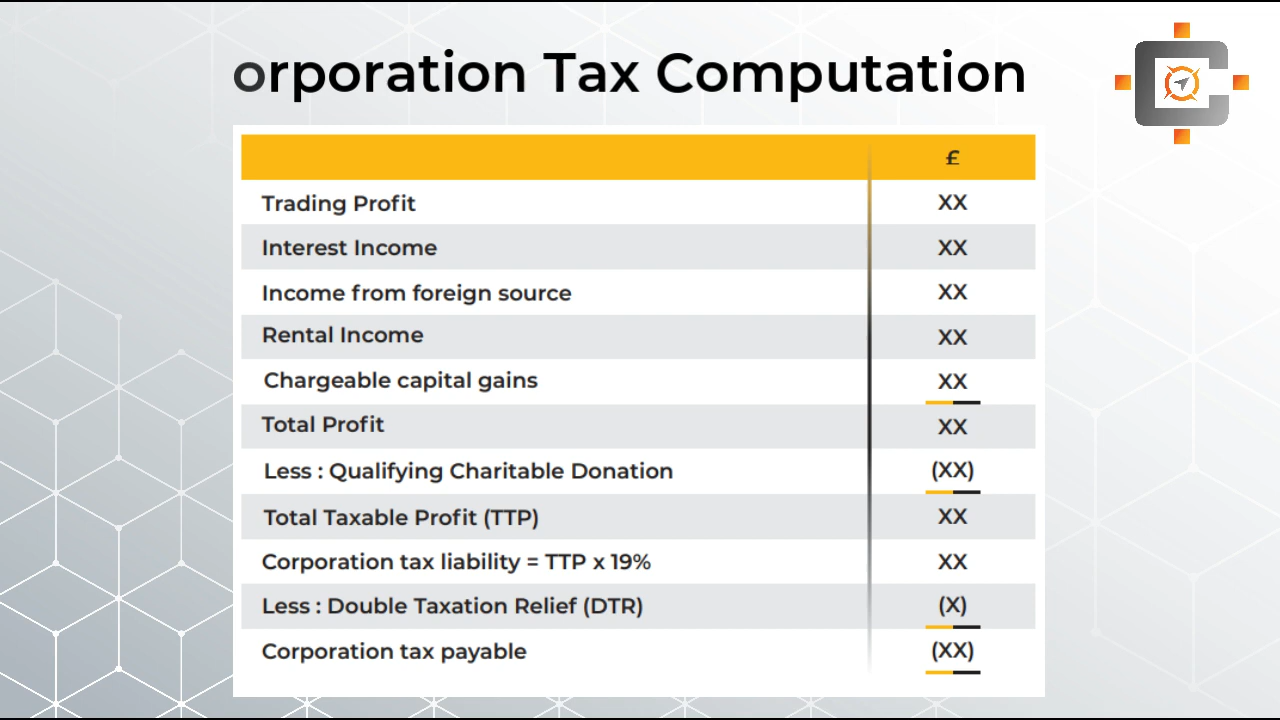 orporation Tax Computation
£
Trading Profit XX
Interest Income XX
Income from foreign source XX
Rental Income XX
Chargeable capital gains XX
Total Profit XX
Less : Qualifying Charitable Donation (XX)
Total Taxable Profit (TTP) XX
Corporation tax liability = TTP x 19% XX
Less : Double Taxation Relief (DTR) (X)
Corporation tax payable (XX)